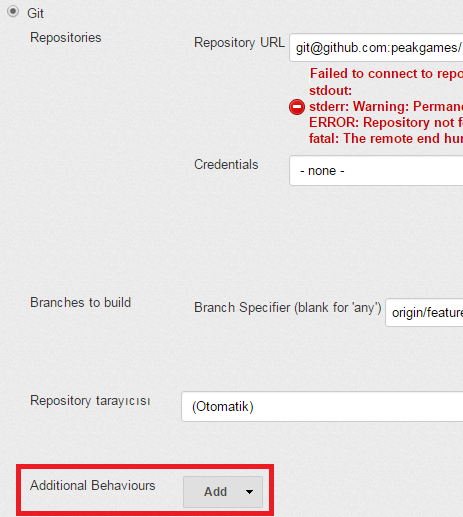 Git
Repositories
Repository URL
git@github.com:peakgames/
Failed to connect to repo
stdout:
stderr: Warning: Perman
ERROR: Repository not f
fatal: The remote end hu
Credentials
- none -
Branches to build
Branch Specifier (blank for 'any')
origin/feature
Repository tarayıcısı
(Otomatik)
Additional Behaviours
Add